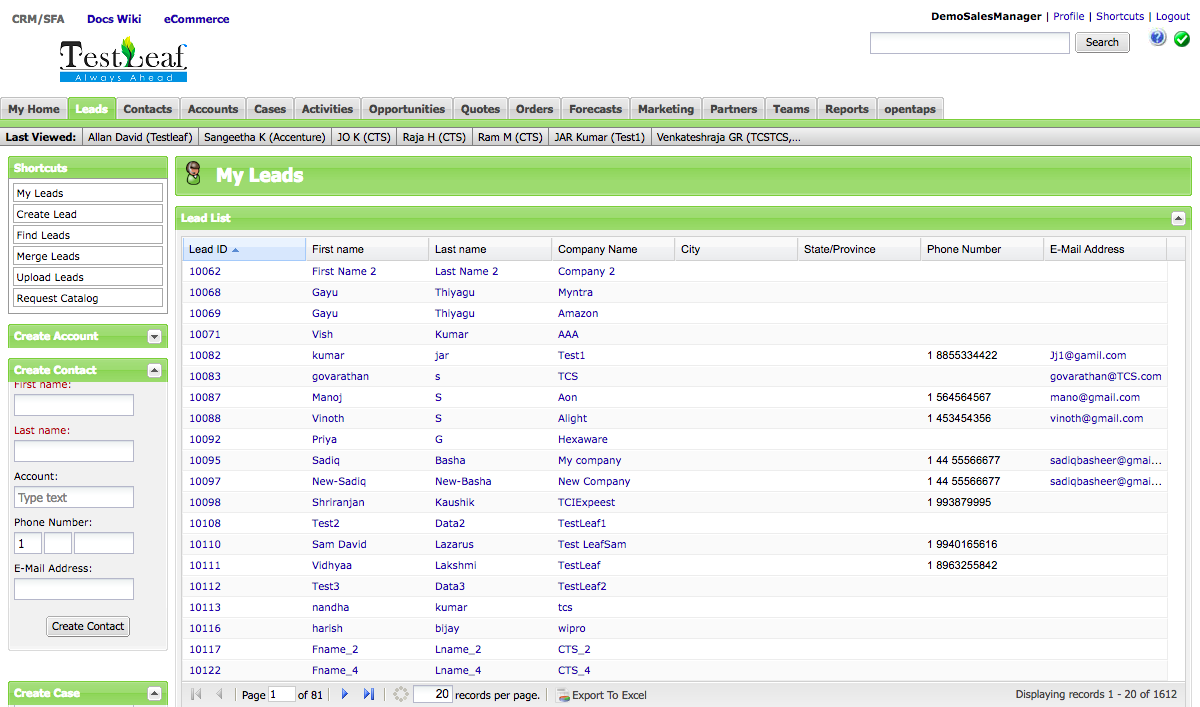 CRM/SFA Docs Wiki eCommerce
DemoSalesManager | Profile | Shortcuts | Logout
TestLeaf
Always Ahead
Search
?
My Home Leads Contacts Accounts Cases Activities Opportunities Quotes Orders Forecasts Marketing Partners Teams Reports opentaps
Last Viewed: Allan David (Testleaf) Sangeetha K (Accenture) JO K (CTS) Raja H (CTS) Ram M (CTS) JAR Kumar (Test1) Venkateshraja GR (TCSTCS,...
Shortcuts
My Leads
Create Lead
Find Leads
Merge Leads
Upload Leads
Request Catalog
Create Account
Create Contact
First name:
Last name:
Account:
Type text
Phone Number:
1
E-Mail Address:
Create Contact
Create Case
My Leads
Lead List
Lead ID First name Last name Company Name City State/Province Phone Number E-Mail Address
10062 First Name 2 Last Name 2 Company 2
10068 Gayu Thiyagu Myntra
10069 Gayu Thiyagu Amazon
10071 Vish Kumar AAA
10082 kumar jar Test1 1 8855334422 Jj1@gamil.com
10083 govarathan s TCS govarathan@TCS.com
10087 Manoj S Aon 1 564564567 mano@gmail.com
10088 Vinoth S Alight 1 453454356 vinoth@gmail.com
10092 Priya G Hexaware
10095 Sadiq Basha My company 1 44 55566677 sadiqbasheer@gmai...
10097 New-Sadiq New-Basha New Company 1 44 55566677 sadiqbasheer@gmai...
10098 Shriranjan Kaushik TCIExpeest 1 993879995
10108 Test2 Data2 TestLeaf1
10110 Sam David Lazarus Test LeafSam 1 9940165616
10111 Vidhyaa Lakshmi TestLeaf 1 8963255842
10112 Test3 Data3 TestLeaf2
10113 nandha kumar tcs
10116 harish bijay wipro
10117 Fname_2 Lname_2 CTS_2
10122 Fname_4 Lname_4 CTS_4
Page 1 of 81 20 records per page. Export To Excel Displaying records 1 - 20 of 1612